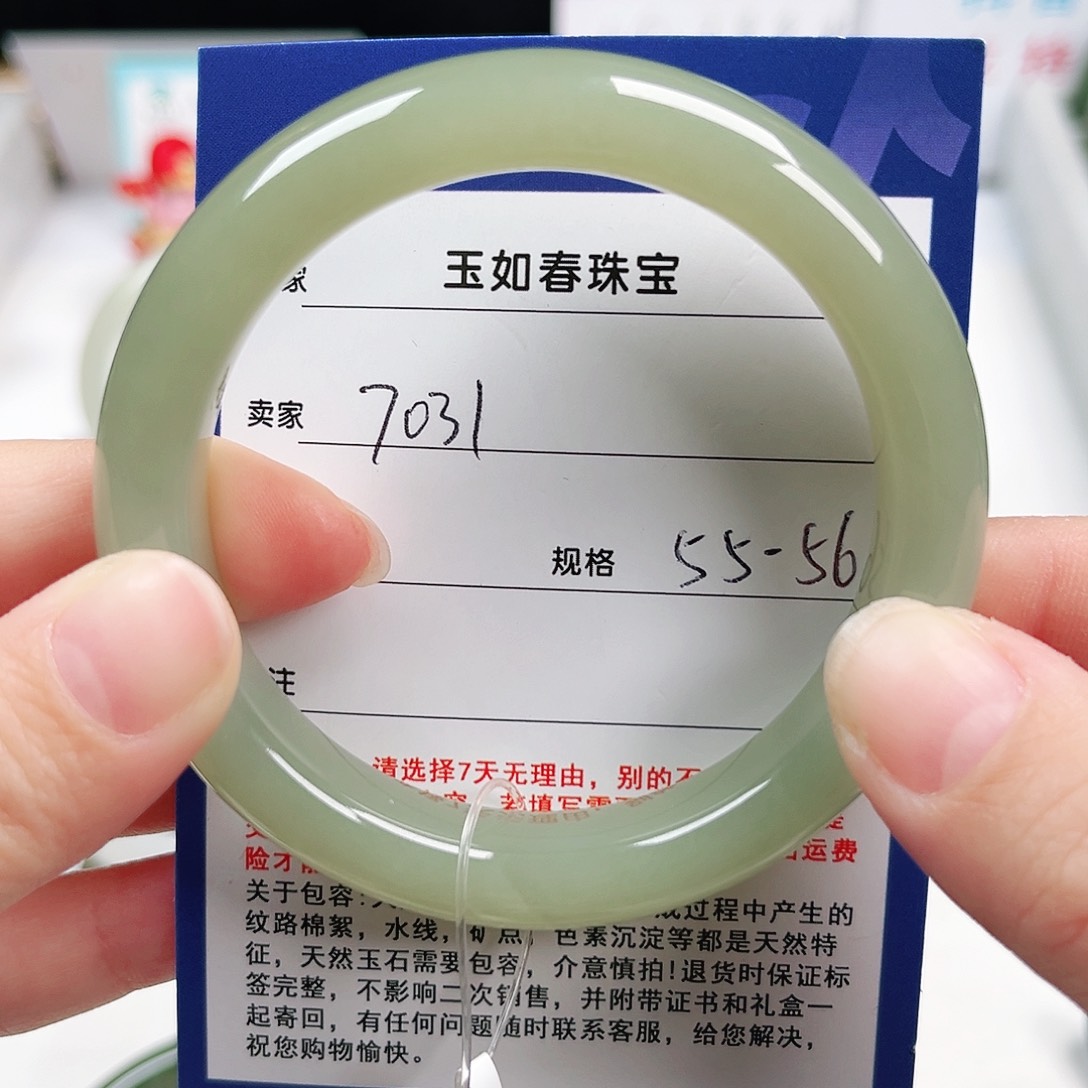 家 玉如春珠宝
卖家 7031
规格 55-56
注
请选择7天无理由，别的不
若填写需
险才 运费
关于包容： 成过程中产生的
纹路棉絮，水线，矿点，色素沉淀等都是天然特
征，天然玉石需要包容，介意慎拍！退货时保证标
签完整，不影响二次销售，并附带证书和礼盒一
起寄回，有任何问题随时联系客服，给您解决，
祝您购物愉快。